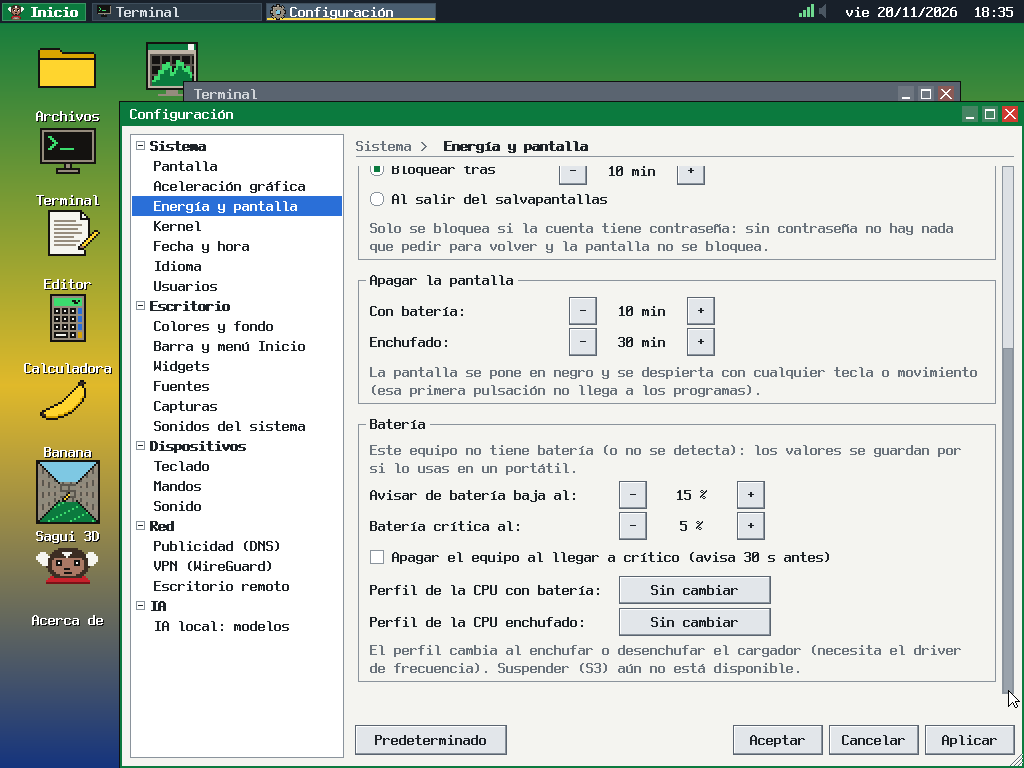 Inicio
Terminal
Configuración
vie 20/11/2026 18:35
Archivos
Terminal
Editor
Calculadora
Banana
Sagui 3D
Acerca de
Terminal
Configuración
Sistema
Pantalla
Aceleración gráfica
Energía y pantalla
Kernel
Fecha y hora
Idioma
Usuarios
Escritorio
Colores y fondo
Barra y menú Inicio
Widgets
Fuentes
Capturas
Sonidos del sistema
Dispositivos
Teclado
Mandos
Sonido
Red
Publicidad (DNS)
VPN (WireGuard)
Escritorio remoto
IA
IA local: modelos
Sistema > Energía y pantalla
Bloquear tras - 10 min +
Al salir del salvapantallas
Solo se bloquea si la cuenta tiene contraseña: sin contraseña no hay nada
que pedir para volver y la pantalla no se bloquea.
Apagar la pantalla
Con batería: - 10 min +
Enchufado: - 30 min +
La pantalla se pone en negro y se despierta con cualquier tecla o movimiento
(esa primera pulsación no llega a los programas).
Batería
Este equipo no tiene batería (o no se detecta): los valores se guardan por
si lo usas en un portátil.
Avisar de batería baja al: - 15 % +
Batería crítica al: - 5 % +
Apagar el equipo al llegar a crítico (avisa 30 s antes)
Perfil de la CPU con batería: Sin cambiar
Perfil de la CPU enchufado: Sin cambiar
El perfil cambia al enchufar o desenchufar el cargador (necesita el driver
de frecuencia). Suspender (S3) aún no está disponible.
Predeterminado
Aceptar
Cancelar
Aplicar